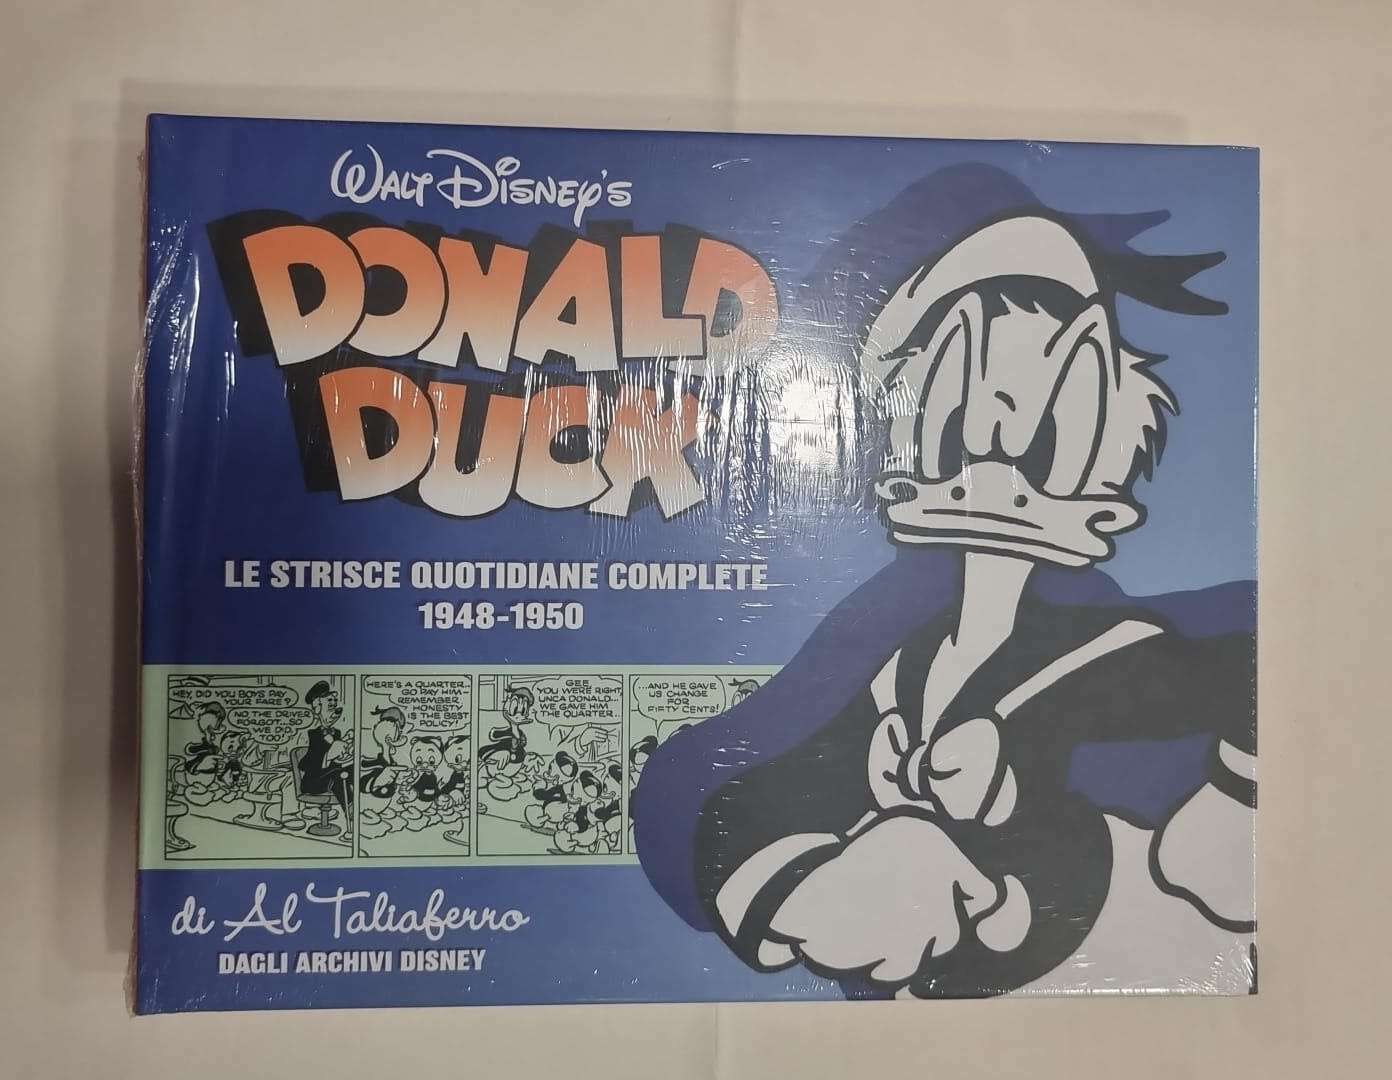 WALT DISNEY'S
DONALD
DUCK
LE STRISCE QUOTIDIANE COMPLETE
1948-1950
HEY, DID YOU BOYS PAY
YOUR FARE?
NO, THE DRIVER
FORGOT...SO
WE DID,
TOO!
HERE'S A QUARTER...
GO PAY HIM—
REMEMBER
HONESTY
IS THE BEST
POLICY!
GEE
YOU WERE RIGHT,
UNCA DONALD...
WE GAVE HIM
THE QUARTER...
...AND HE GAVE
US CHANGE
FOR
FIFTY CENTS!
di Al Taliaferro
DAGLI ARCHIVI DISNEY